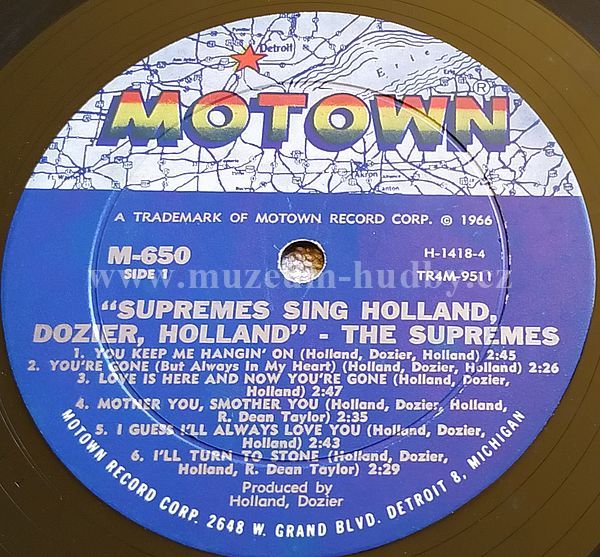 Detroit
Erie
MOTOWN®
Akron
Canton
A TRADEMARK OF MOTOWN RECORD CORP. © 1966
M-650
SIDE 1
H-1418-4
TR4M-9511
www.muzeum-hudby.cz
"SUPREMES SING HOLLAND,
DOZIER, HOLLAND" - THE SUPREMES
1. YOU KEEP ME HANGIN' ON (Holland, Dozier, Holland) 2:45
2. YOU'RE GONE (But Always In My Heart) (Holland, Dozier, Holland) 2:26
3. LOVE IS HERE AND NOW YOU'RE GONE (Holland, Dozier,
Holland) 2:47
4. MOTHER YOU, SMOTHER YOU (Holland, Dozier, Holland,
R. Dean Taylor) 2:35
5. I GUESS I'LL ALWAYS LOVE YOU (Holland, Dozier,
Holland) 2:43
6. I'LL TURN TO STONE (Holland, Dozier,
Holland, R. Dean Taylor) 2:29
Produced by
Holland, Dozier
MOTOWN RECORD CORP. 2648 W. GRAND BLVD. DETROIT 8, MICHIGAN